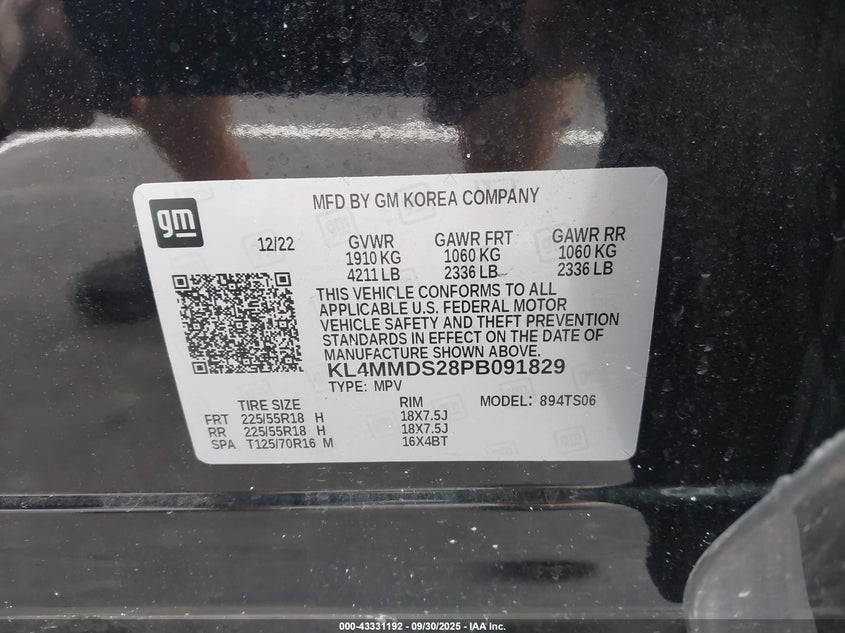 gm
MFD BY GM KOREA COMPANY
12/22
GVWR GAWR FRT GAWR RR
1910 KG 1060 KG 1060 KG
4211 LB 2336 LB 2336 LB
THIS VEHICLE CONFORMS TO ALL
APPLICABLE U.S. FEDERAL MOTOR
VEHICLE SAFETY AND THEFT PREVENTION
STANDARDS IN EFFECT ON THE DATE OF
MANUFACTURE SHOWN ABOVE.
KL4MMDS28PB091829
TYPE: MPV
TIRE SIZE RIM MODEL: 894TS06
FRT 225/55R18 H 18X7.5J
RR 225/55R18 H 18X7.5J
SPA T125/70R16 M 16X4BT
000-43331192 - 09/30/2025 - IAA Inc.